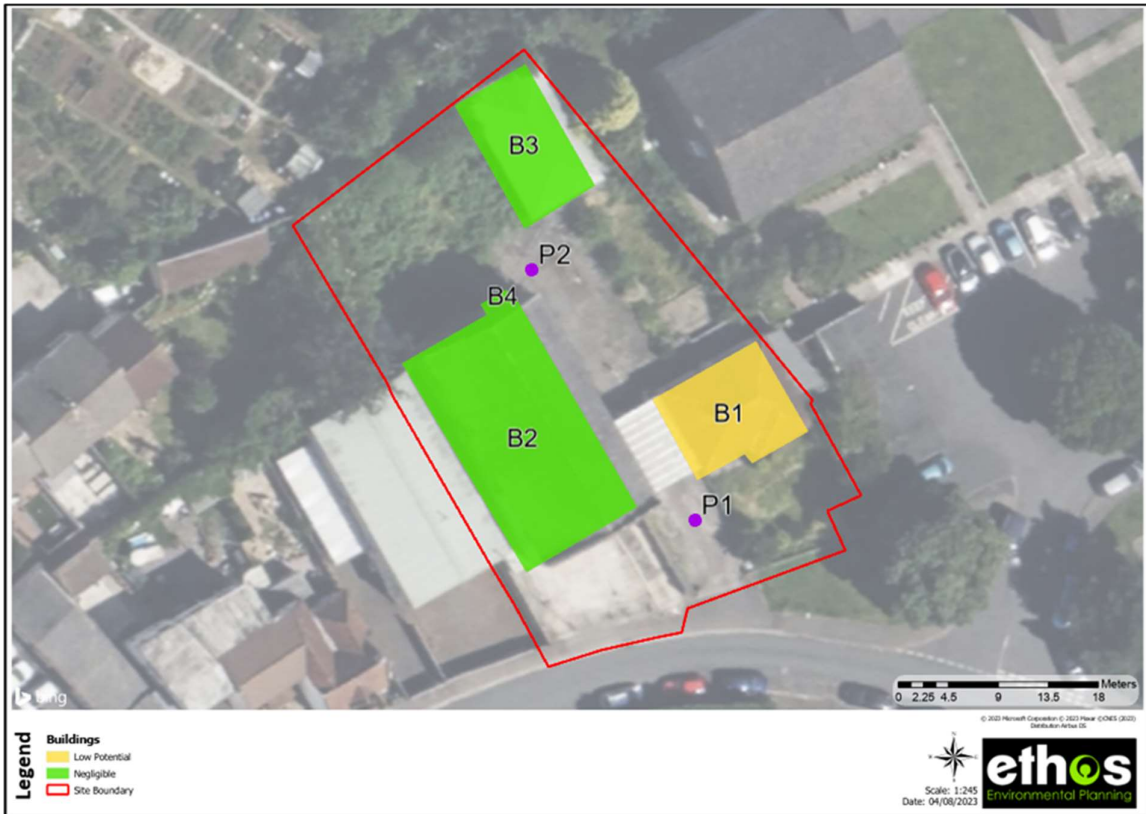 B3
P2
B4
B2
B1
P1
bing
Meters
0 2.25 4.5 9 13.5 18
© 2023 Microsoft Corporation © 2023 Maxar ©CNES (2023)
Distribution Airbus DS
Legend
Buildings
Low Potential
Negligible
Site Boundary
N
Scale: 1:245
Date: 04/08/2023
ethos
Environmental Planning